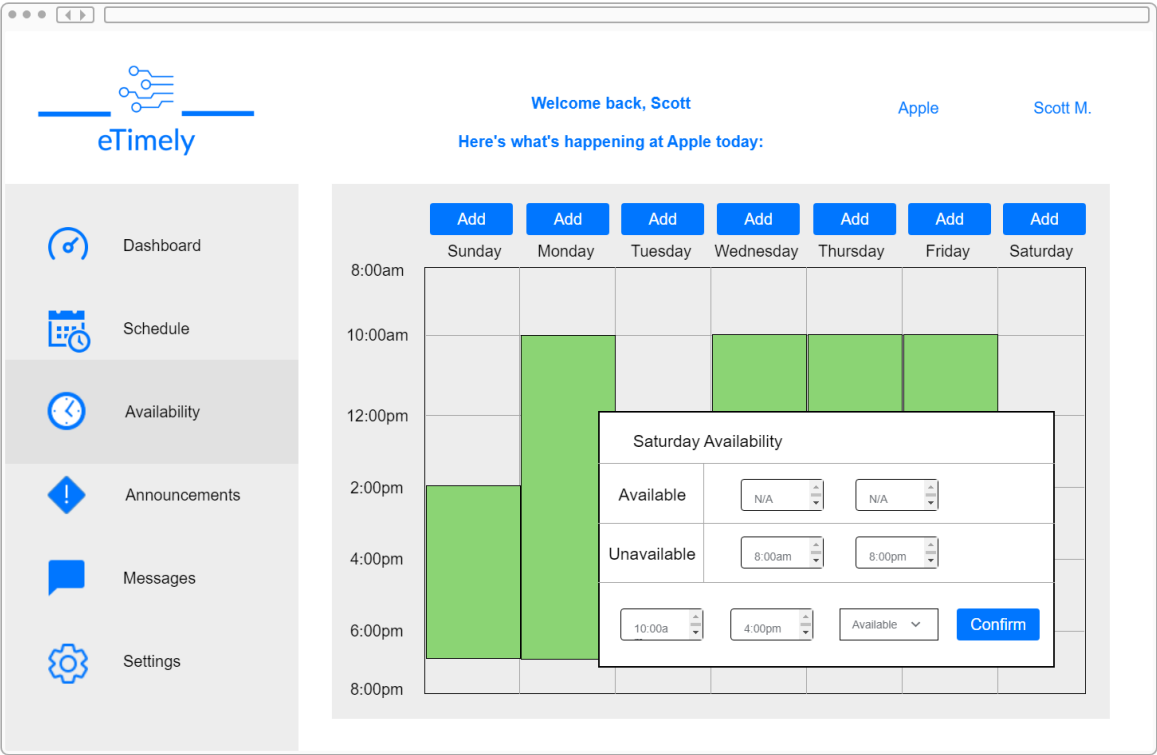 Welcome back, Scott
Apple
Scott M.
eTimely
Here's what's happening at Apple today:
Dashboard
Schedule
Availability
Announcements
Messages
Settings
Add Add Add Add Add Add Add
Sunday Monday Tuesday Wednesday Thursday Friday Saturday
8:00am
10:00am
12:00pm
2:00pm
4:00pm
6:00pm
8:00pm
Saturday Availability
Available N/A N/A
Unavailable 8:00am 8:00pm
10:00a 4:00pm Available Confirm